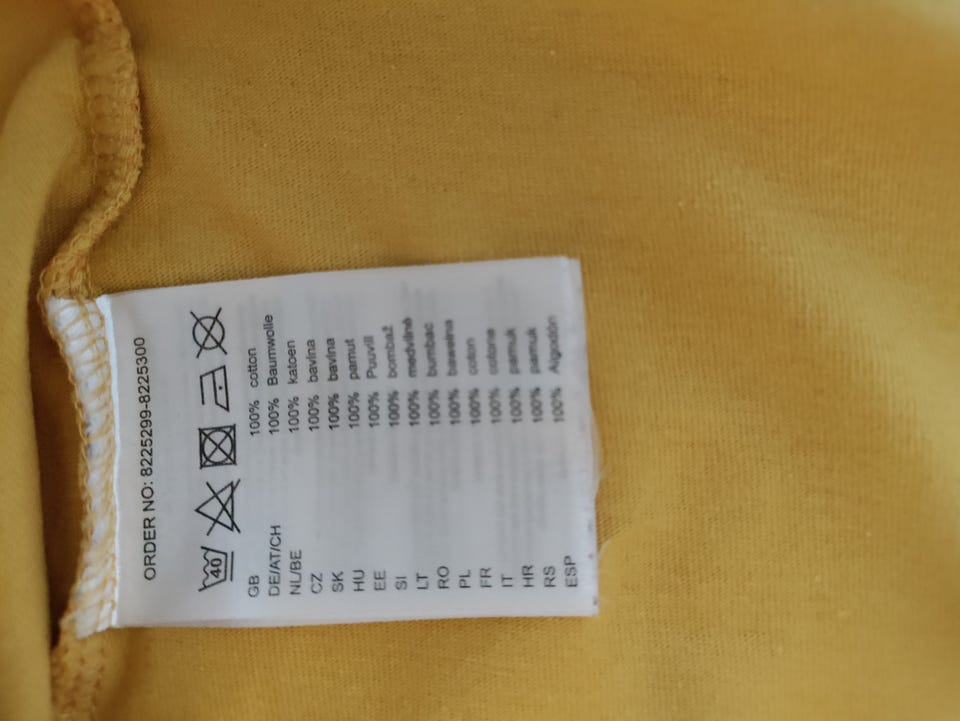 ORDER NO: 8225299-8225300
40
GB 100% cotton
DE/AT/CH 100% Baumwolle
NL/BE 100% katoen
CZ 100% bavlna
SK 100% bavlna
HU 100% pamut
EE 100% Puuvill
SI 100% bombaž
LT 100% medvilnė
RO 100% bumbac
PL 100% bawełna
FR 100% coton
IT 100% cotone
HR 100% pamuk
RS 100% pamuk
ESP 100% Algodón